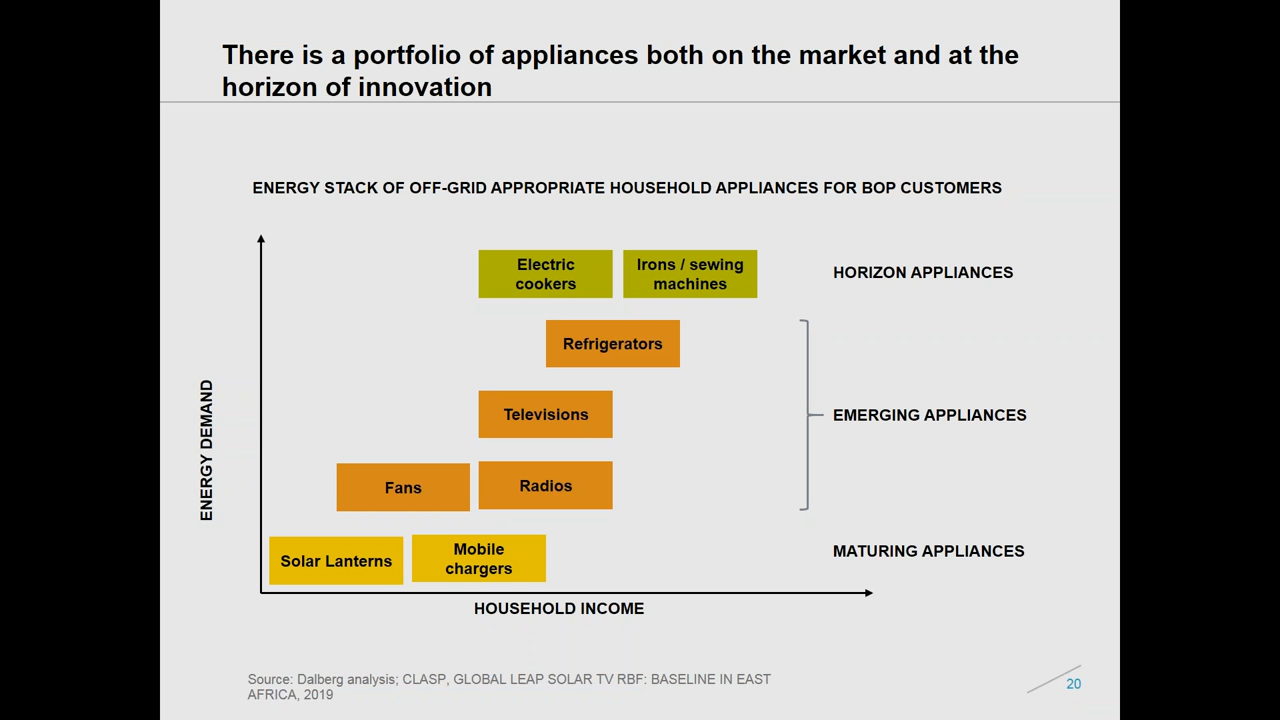 There is a portfolio of appliances both on the market and at the
horizon of innovation
ENERGY STACK OF OFF-GRID APPROPRIATE HOUSEHOLD APPLIANCES FOR BOP CUSTOMERS
Electric
cookers
Irons / sewing
machines
HORIZON APPLIANCES
Refrigerators
Televisions
EMERGING APPLIANCES
ENERGY DEMAND
Fans
Radios
Solar Lanterns
Mobile
chargers
MATURING APPLIANCES
HOUSEHOLD INCOME
Source: Dalberg analysis; CLASP, GLOBAL LEAP SOLAR TV RBF: BASELINE IN EAST
AFRICA, 2019
20